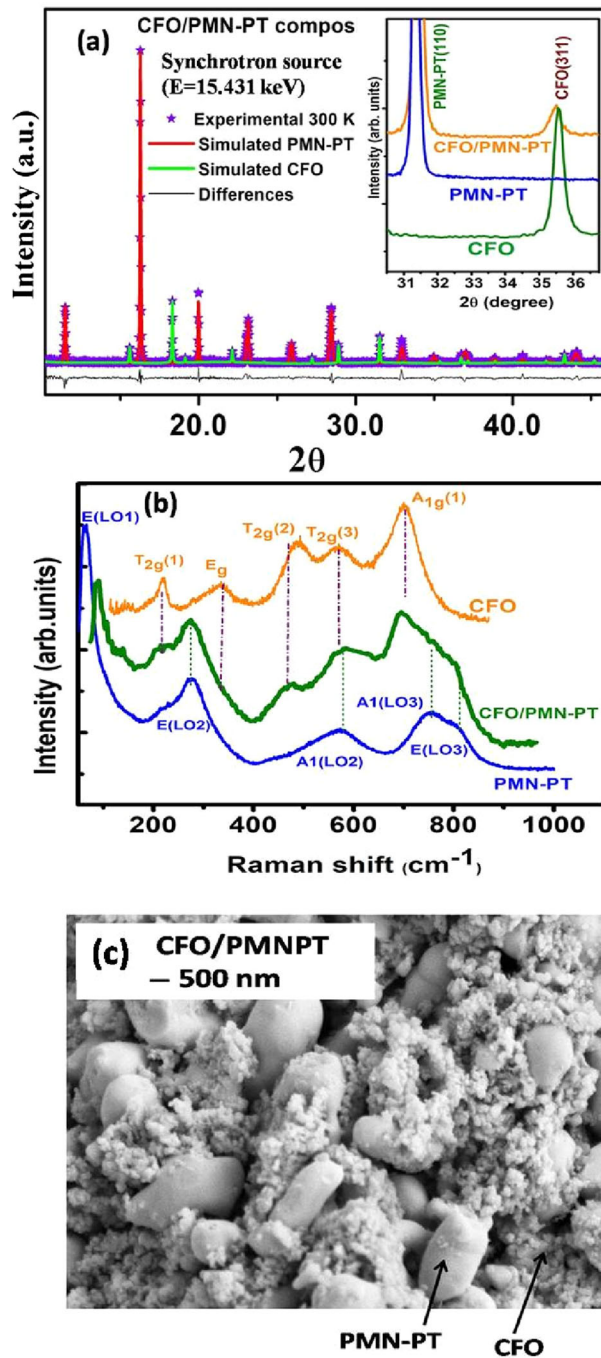 (a)
CFO/PMN-PT compos
Synchrotron source
(E=15.431 keV)
Experimental 300 K
Simulated PMN-PT
Simulated CFO
Differences
Intensity (a.u.)
20.0
30.0
40.0
2θ
Intensity (arb. units)
PMN-PT(110)
CFO(311)
CFO/PMN-PT
PMN-PT
CFO
31 32 33 34 35 36
2θ (degree)
(b)
E(LO1)
T2g(1)
Eg
T2g(2)
T2g(3)
A1g(1)
CFO
E(LO2)
A1(LO2)
A1(LO3)
E(LO3)
CFO/PMN-PT
PMN-PT
Intensity (arb.units)
200 400 600 800 1000
Raman shift (cm⁻¹)
(c) CFO/PMNPT
– 500 nm
PMN-PT
CFO